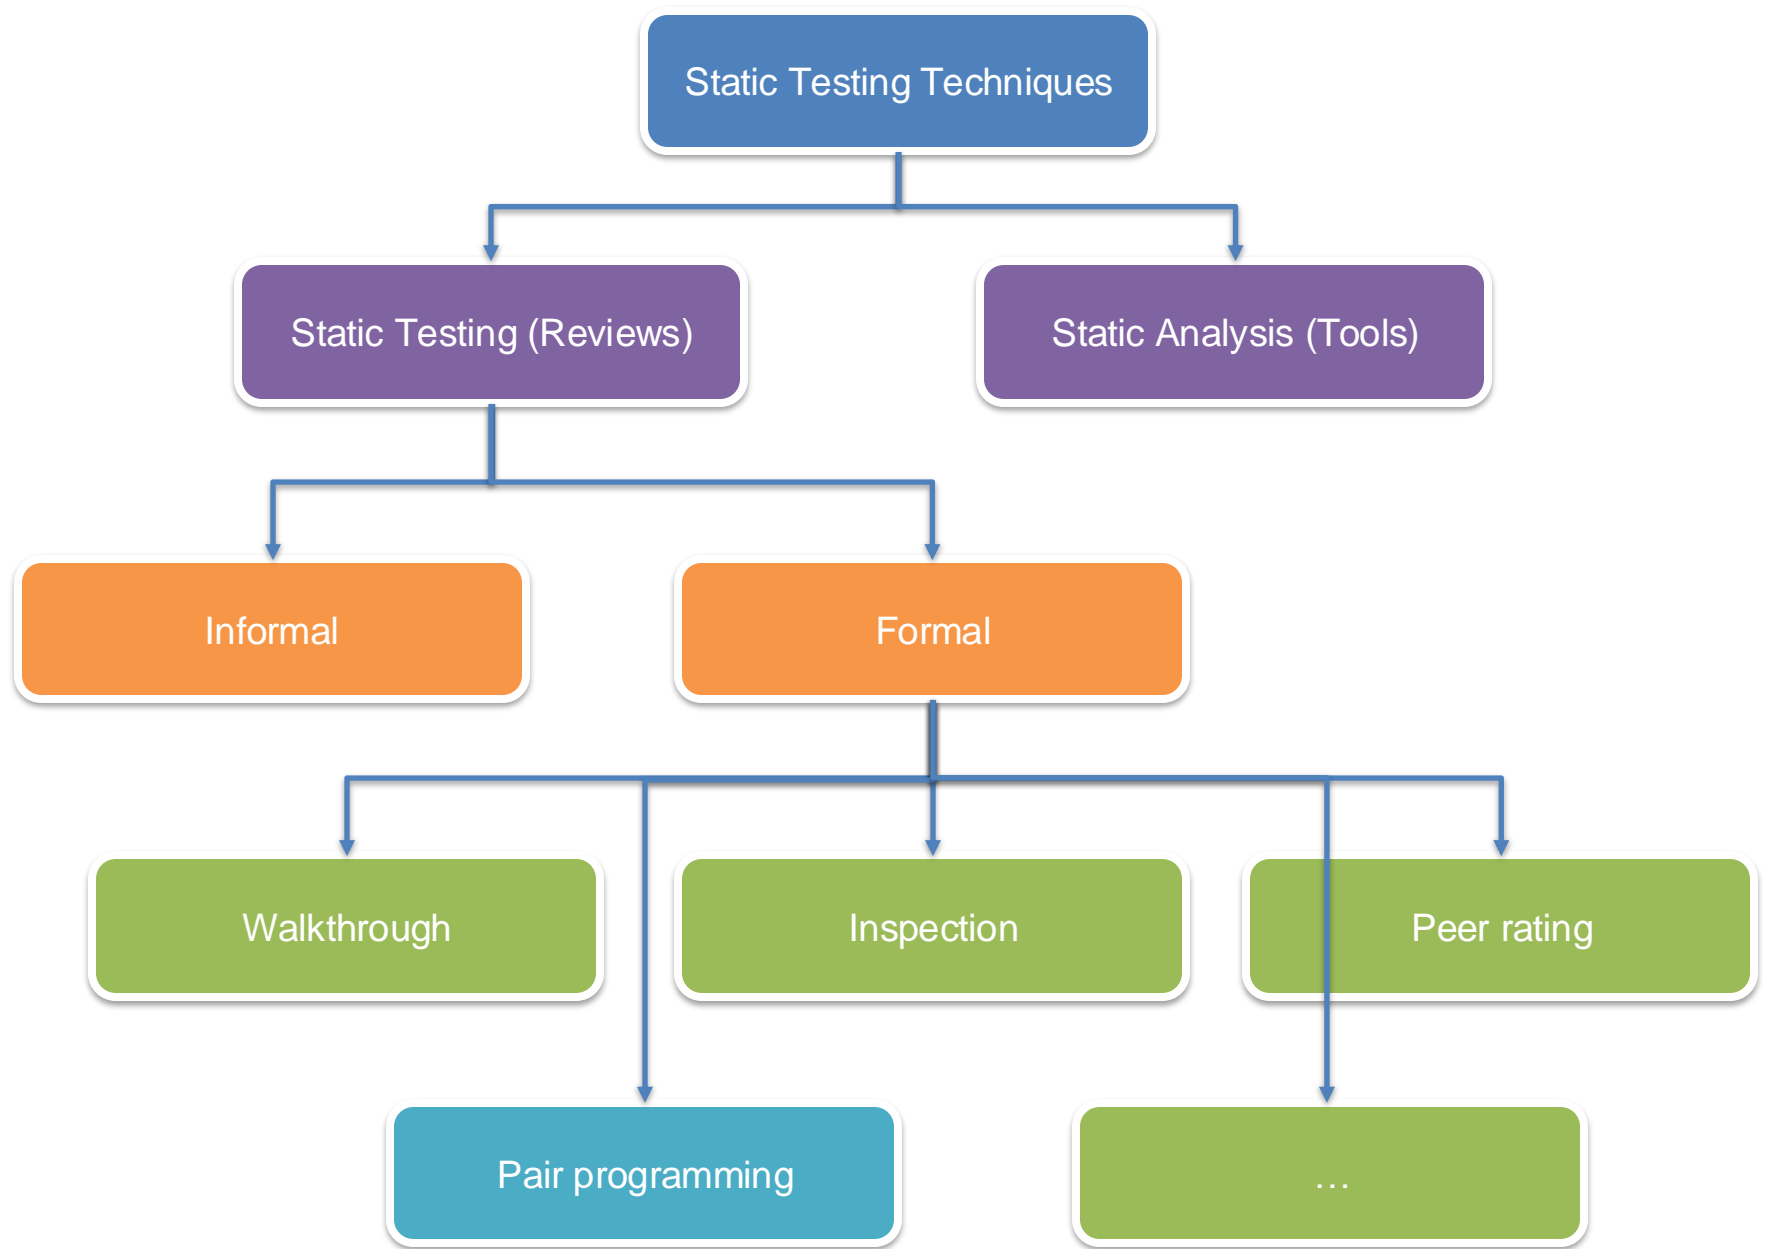 Static Testing Techniques
Static Testing (Reviews)
Static Analysis (Tools)
Informal
Formal
Walkthrough
Inspection
Peer rating
Pair programming
…